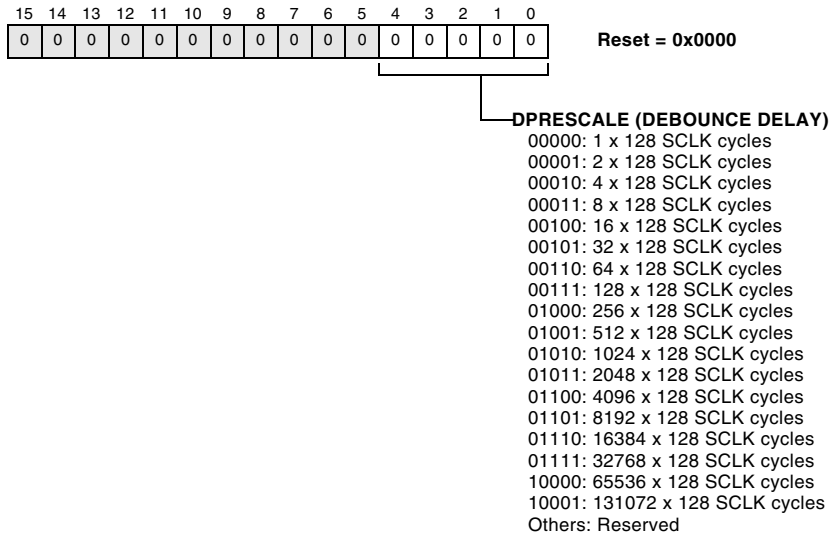 15 14 13 12 11 10 9 8 7 6 5 4 3 2 1 0
0 0 0 0 0 0 0 0 0 0 0 0 0 0 0 0 Reset = 0x0000
DPRESCALE (DEBOUNCE DELAY)
00000: 1 x 128 SCLK cycles
00001: 2 x 128 SCLK cycles
00010: 4 x 128 SCLK cycles
00011: 8 x 128 SCLK cycles
00100: 16 x 128 SCLK cycles
00101: 32 x 128 SCLK cycles
00110: 64 x 128 SCLK cycles
00111: 128 x 128 SCLK cycles
01000: 256 x 128 SCLK cycles
01001: 512 x 128 SCLK cycles
01010: 1024 x 128 SCLK cycles
01011: 2048 x 128 SCLK cycles
01100: 4096 x 128 SCLK cycles
01101: 8192 x 128 SCLK cycles
01110: 16384 x 128 SCLK cycles
01111: 32768 x 128 SCLK cycles
10000: 65536 x 128 SCLK cycles
10001: 131072 x 128 SCLK cycles
Others: Reserved